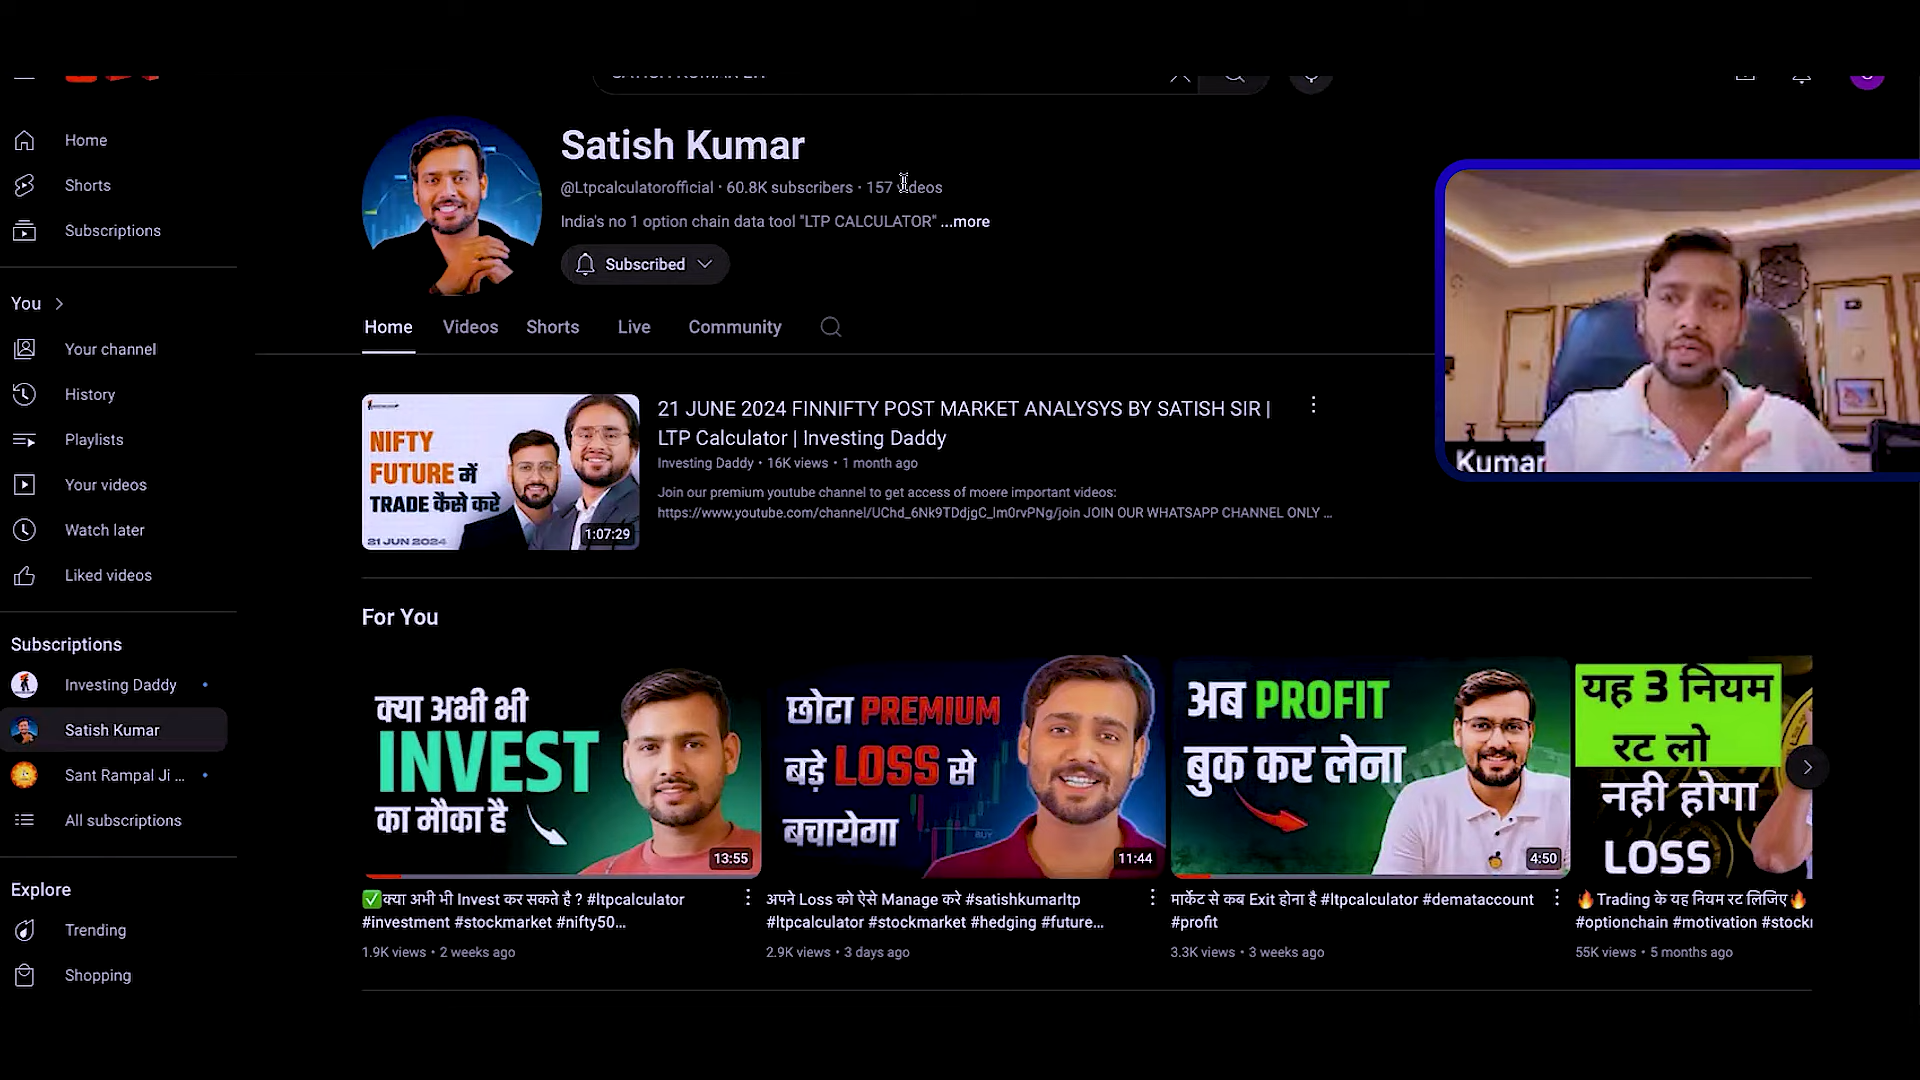 Home
Shorts
Subscriptions
You
Your channel
History
Playlists
Your videos
Watch later
Liked videos
Subscriptions
Investing Daddy
Satish Kumar
Sant Rampal Ji ...
All subscriptions
Explore
Trending
Shopping
Satish Kumar
@Ltpcalculatorofficial · 60.8K subscribers · 157 videos
India's no 1 option chain data tool "LTP CALCULATOR" ...more
Subscribed
Home Videos Shorts Live Community
NIFTY
FUTURE में
TRADE कैसे करे
21 JUN 2024
1:07:29
21 JUNE 2024 FINNIFTY POST MARKET ANALYSYS BY SATISH SIR |
LTP Calculator | Investing Daddy
Investing Daddy · 16K views · 1 month ago
Join our premium youtube channel to get access of moere important videos:
https://www.youtube.com/channel/UChd_6Nk9TDdjgC_lm0rvPNg/join JOIN OUR WHATSAPP CHANNEL ONLY ...
Kumar
For You
क्या अभी भी
INVEST
का मौका है
13:55
✅क्या अभी भी Invest कर सकते है ? #ltpcalculator
#investment #stockmarket #nifty50...
1.9K views · 2 weeks ago
छोटा PREMIUM
बड़े LOSS से
बचायेगा
BUY
11:44
अपने Loss को ऐसे Manage करे #satishkumarltp
#ltpcalculator #stockmarket #hedging #future...
2.9K views · 3 days ago
अब PROFIT
बुक कर लेना
4:50
मार्केट से कब Exit होना है #ltpcalculator #demataccount
#profit
3.3K views · 3 weeks ago
यह 3 नियम
रट लो
नही होगा
LOSS
🔥Trading के यह नियम रट लिजिए🔥
#optionchain #motivation #stock
55K views · 5 months ago